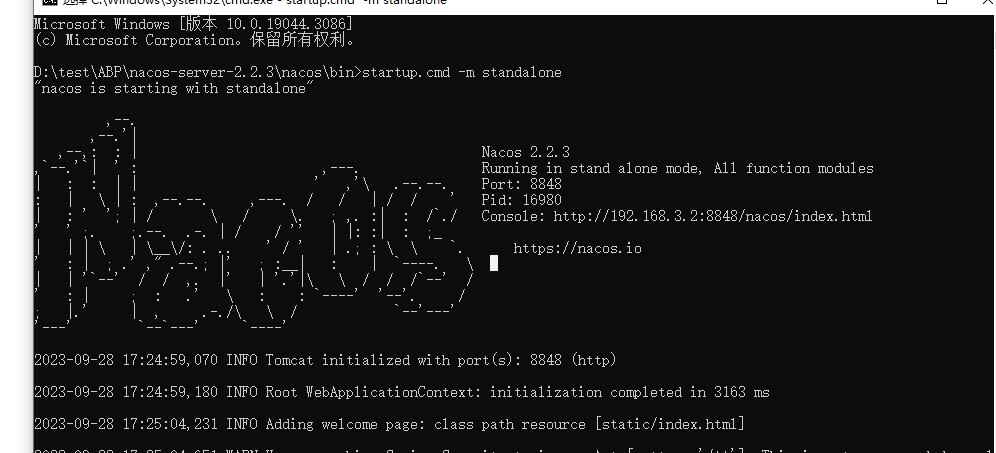 选择 C:\Windows\System32\cmd.exe - startup.cmd -m standalone
Microsoft Windows [版本 10.0.19044.3086]
(c) Microsoft Corporation。保留所有权利。
D:\test\ABP\nacos-server-2.2.3\nacos\bin>startup.cmd -m standalone
"nacos is starting with standalone"
Nacos 2.2.3
Running in stand alone mode, All function modules
Port: 8848
Pid: 16980
Console: http://192.168.3.2:8848/nacos/index.html
https://nacos.io
2023-09-28 17:24:59,070 INFO Tomcat initialized with port(s): 8848 (http)
2023-09-28 17:24:59,180 INFO Root WebApplicationContext: initialization completed in 3163 ms
2023-09-28 17:25:04,231 INFO Adding welcome page: class path resource [static/index.html]